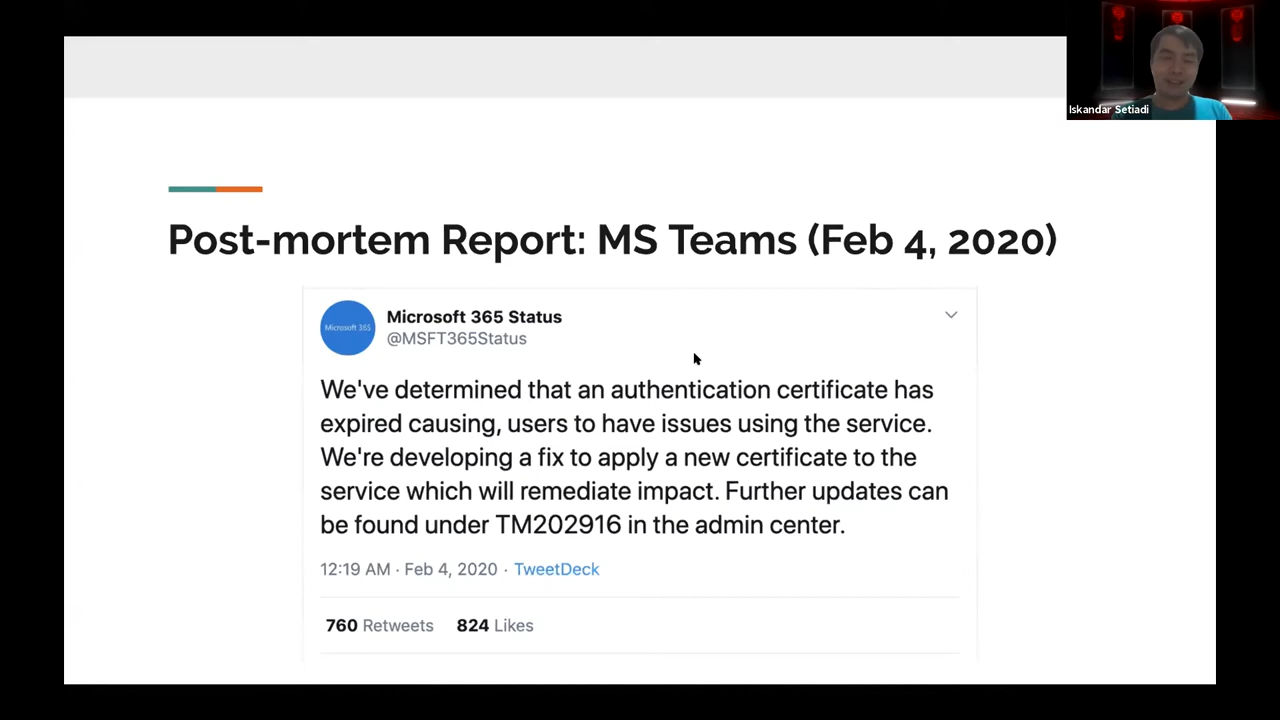 Iskandar Setiadi
Post-mortem Report: MS Teams (Feb 4, 2020)
Microsoft 365
Microsoft 365 Status
@MSFT365Status
We've determined that an authentication certificate has
expired causing, users to have issues using the service.
We're developing a fix to apply a new certificate to the
service which will remediate impact. Further updates can
be found under TM202916 in the admin center.
12:19 AM · Feb 4, 2020 · TweetDeck
760 Retweets 824 Likes